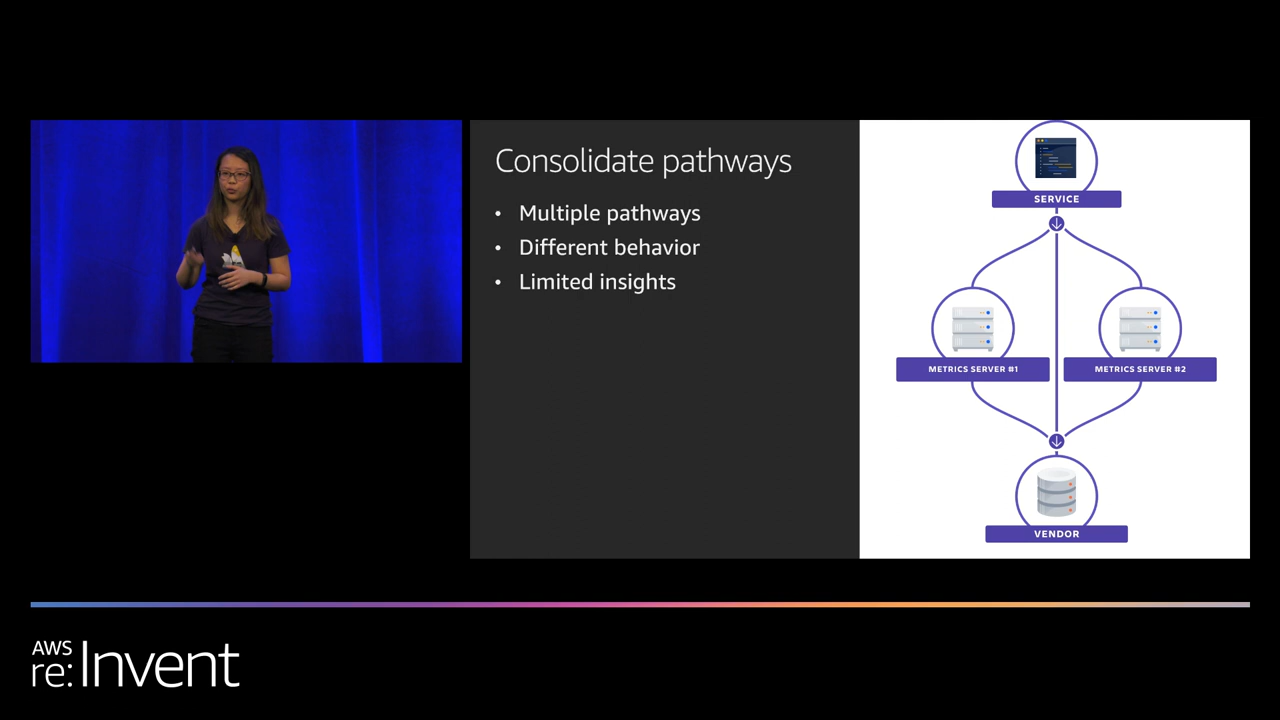 Consolidate pathways
• Multiple pathways
• Different behavior
• Limited insights
SERVICE
METRICS SERVER #1
METRICS SERVER #2
VENDOR
AWS
re:Invent